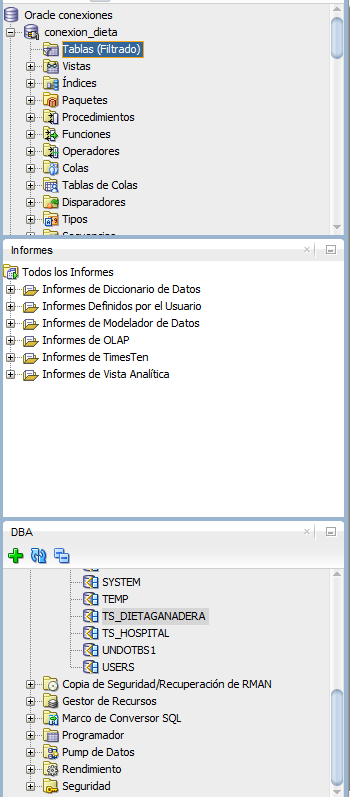 Oracle conexiones
conexion_dieta
Tablas (Filtrado)
Vistas
Índices
Paquetes
Procedimientos
Funciones
Operadores
Colas
Tablas de Colas
Disparadores
Tipos
Secuencias
Informes
Todos los Informes
Informes de Diccionario de Datos
Informes Definidos por el Usuario
Informes de Modelador de Datos
Informes de OLAP
Informes de TimesTen
Informes de Vista Analítica
DBA
SYSTEM
TEMP
TS_DIETAGANADERA
TS_HOSPITAL
UNDOTBS1
USERS
Copia de Seguridad/Recuperación de RMAN
Gestor de Recursos
Marco de Conversor SQL
Programador
Pump de Datos
Rendimiento
Seguridad